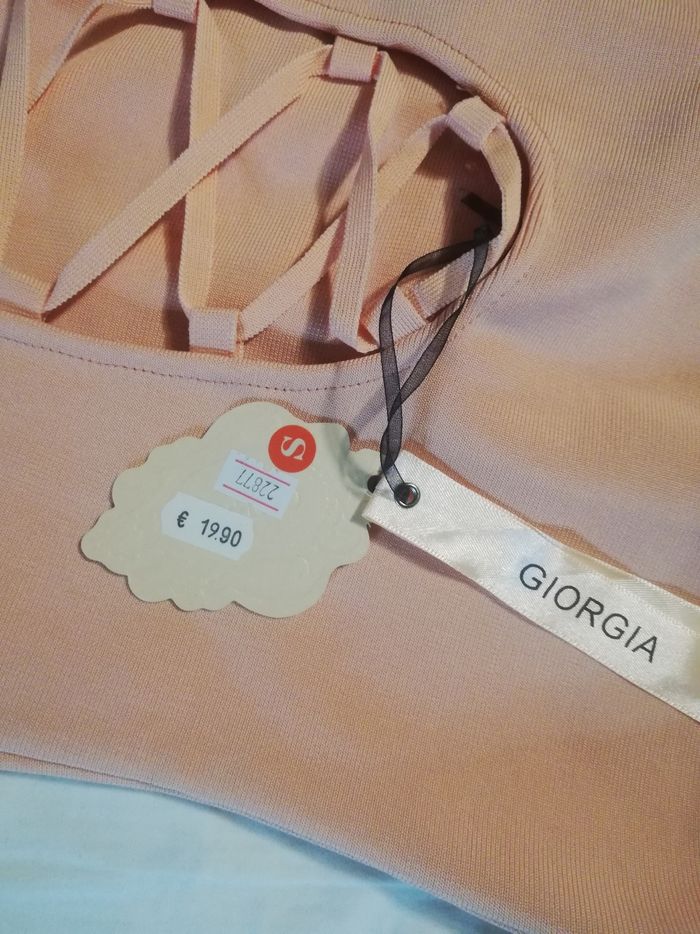 S
22877
€ 19.90
GIORGIA